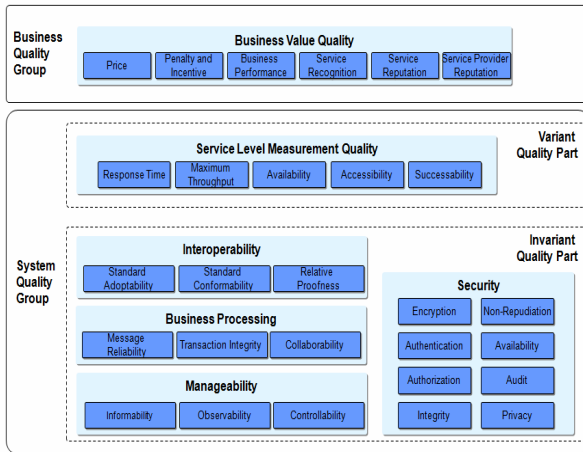 Business
Quality
Group
Business Value Quality
Price
Penalty and
Incentive
Business
Performance
Service
Recognition
Service
Reputation
Service Provider
Reputation
System
Quality
Group
Variant
Quality Part
Service Level Measurement Quality
Response Time
Maximum
Throughput
Availability
Accessibility
Successability
Invariant
Quality Part
Interoperability
Standard
Adoptability
Standard
Conformability
Relative
Proofness
Business Processing
Message
Reliability
Transaction Integrity
Collaborability
Manageability
Informability
Observability
Controllability
Security
Encryption
Non-Repudiation
Authentication
Availability
Authorization
Audit
Integrity
Privacy